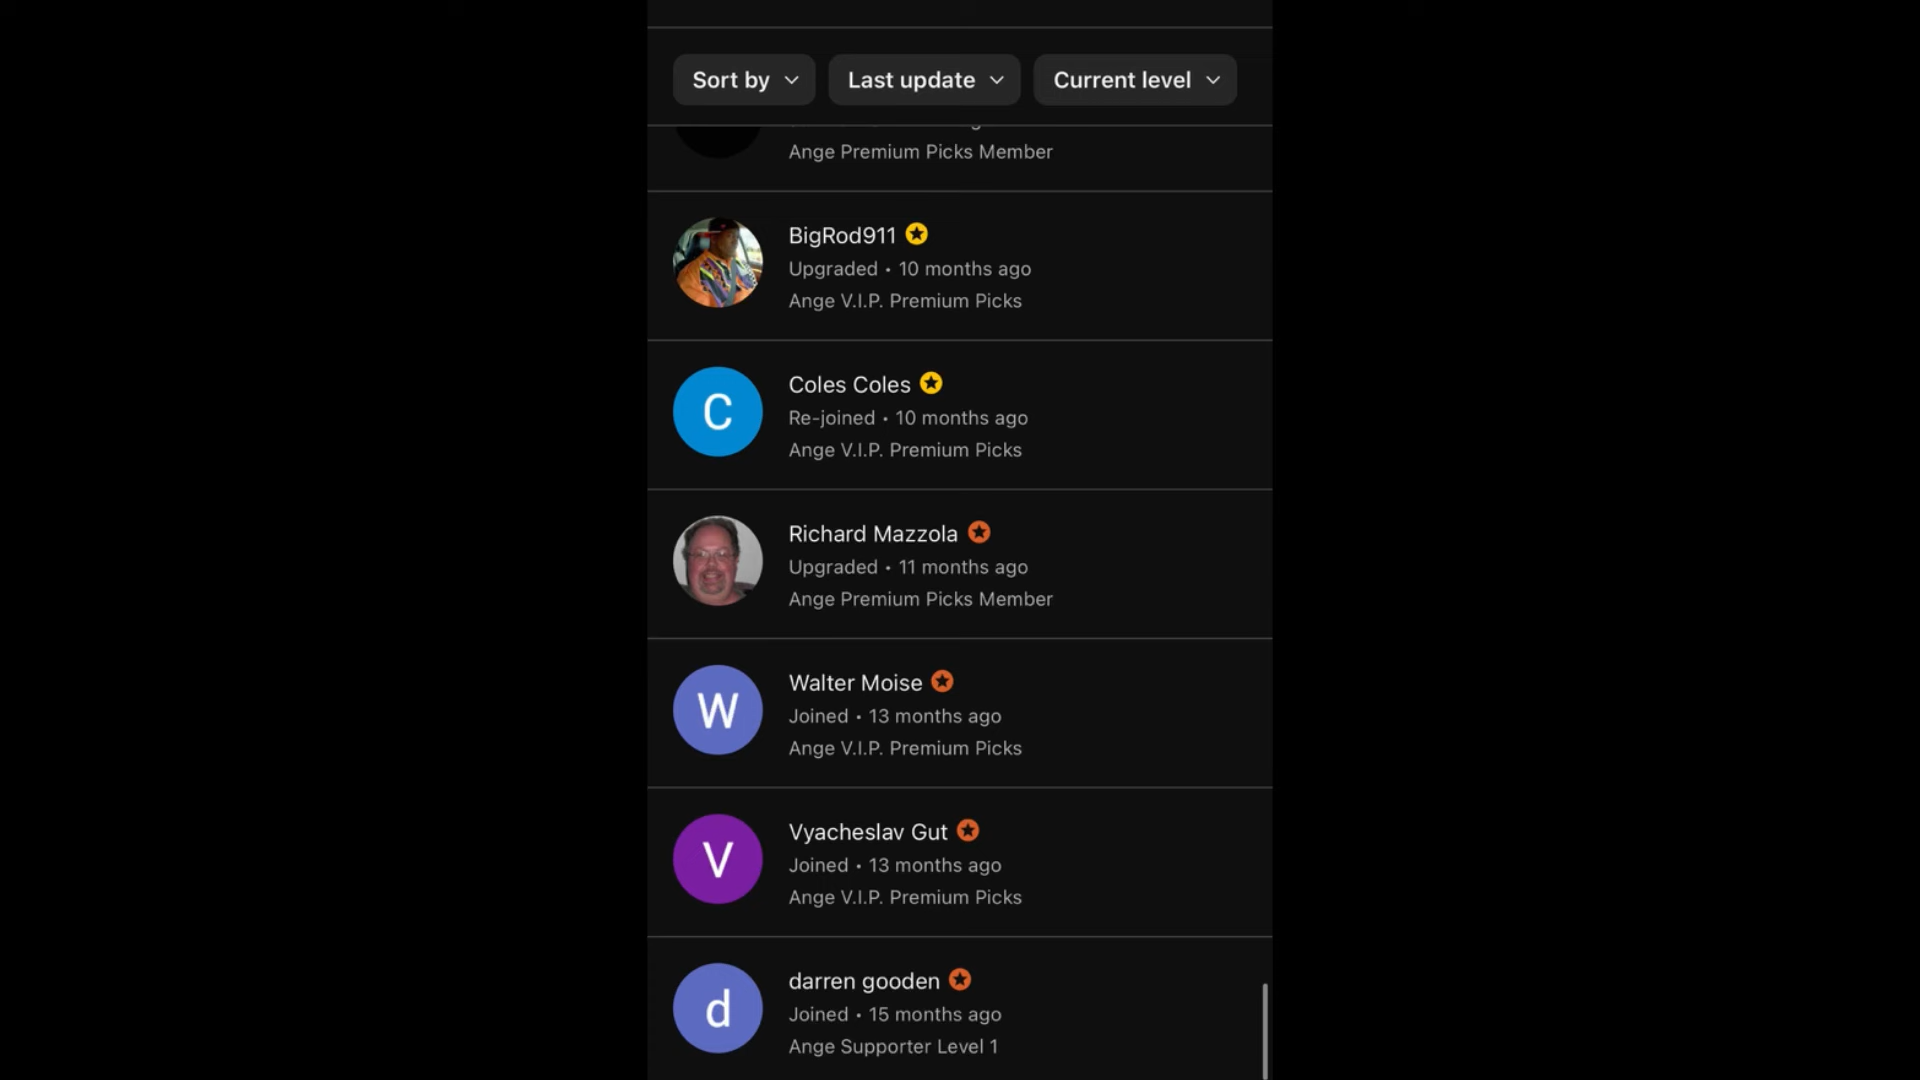 Sort by
Last update
Current level
Ange Premium Picks Member
BigRod911
Upgraded • 10 months ago
Ange V.I.P. Premium Picks
C
Coles Coles
Re-joined • 10 months ago
Ange V.I.P. Premium Picks
Richard Mazzola
Upgraded • 11 months ago
Ange Premium Picks Member
W
Walter Moise
Joined • 13 months ago
Ange V.I.P. Premium Picks
V
Vyacheslav Gut
Joined • 13 months ago
Ange V.I.P. Premium Picks
d
darren gooden
Joined • 15 months ago
Ange Supporter Level 1